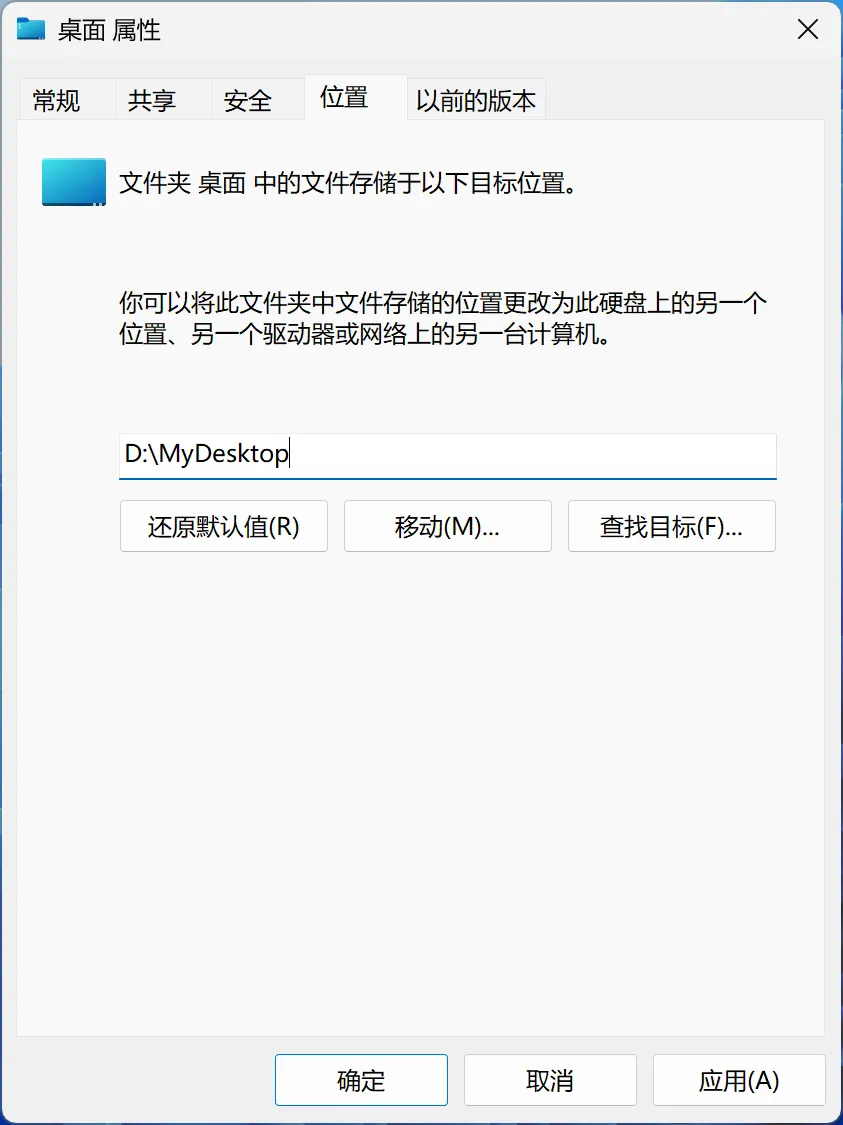 桌面 属性
常规 共享 安全 位置 以前的版本
文件夹 桌面 中的文件存储于以下目标位置。
你可以将此文件夹中文件存储的位置更改为此硬盘上的另一个
位置、另一个驱动器或网络上的另一台计算机。
D:\MyDesktop
还原默认值(R) 移动(M)... 查找目标(F)...
确定 取消 应用(A)